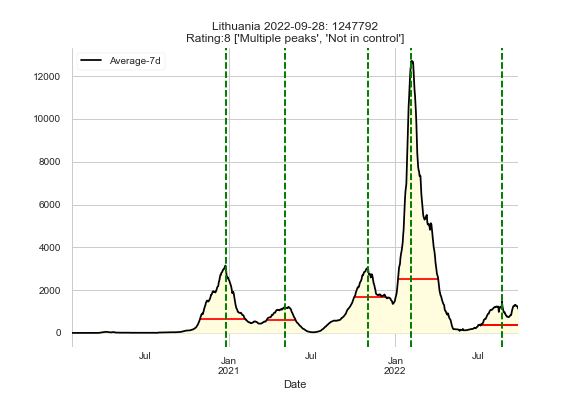 Lithuania 2022-09-28: 1247792
Rating:8 ['Multiple peaks', 'Not in control']
Average-7d
12000
10000
8000
6000
4000
2000
0
Jul
Jan
2021
Jul
Jan
2022
Jul
Date